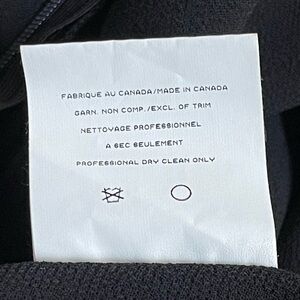 FABRIQUE AU CANADA/MADE IN CANADA
GARN. NON COMP./EXCL. OF TRIM
NETTOYAGE PROFESSIONNEL
A SEC SEULEMENT
PROFESSIONAL DRY CLEAN ONLY